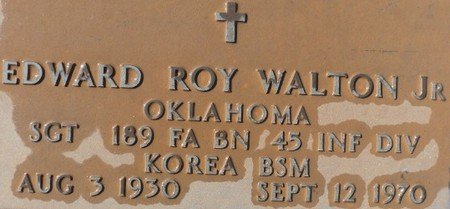 EDWARD ROY WALTON JR
OKLAHOMA
SGT 189 FA BN 45 INF DIV
KOREA BSM
AUG 3 1930 SEPT 12 1970